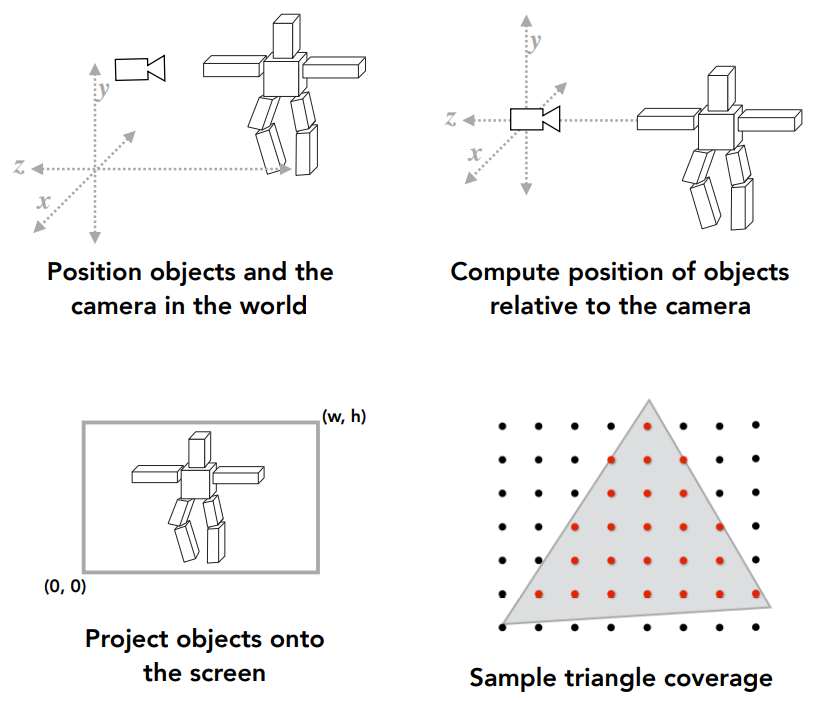 y
z
x
Position objects and the
camera in the world
y
z
x
Compute position of objects
relative to the camera
(w, h)
(0, 0)
Project objects onto
the screen
Sample triangle coverage